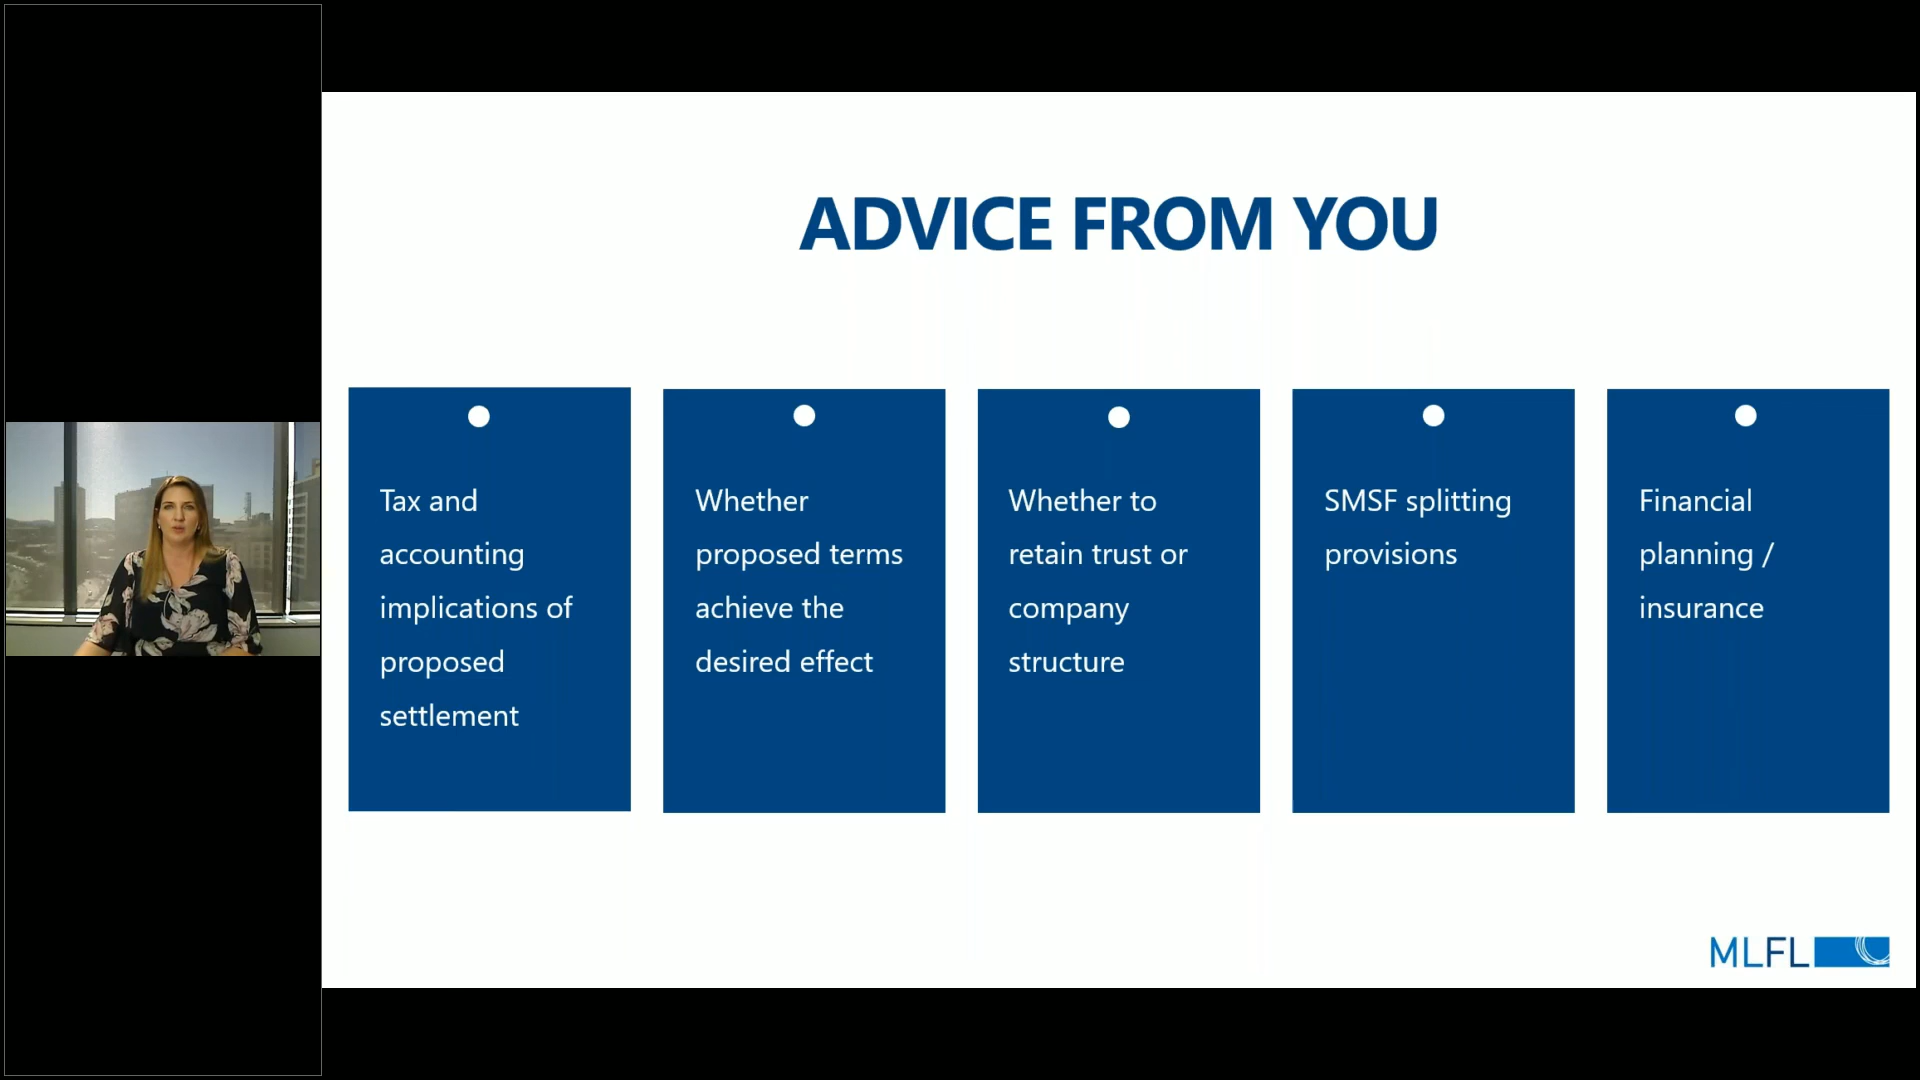 ADVICE FROM YOU
Tax and
accounting
implications of
proposed
settlement
Whether
proposed terms
achieve the
desired effect
Whether to
retain trust or
company
structure
SMSF splitting
provisions
Financial
planning /
insurance
MLFL